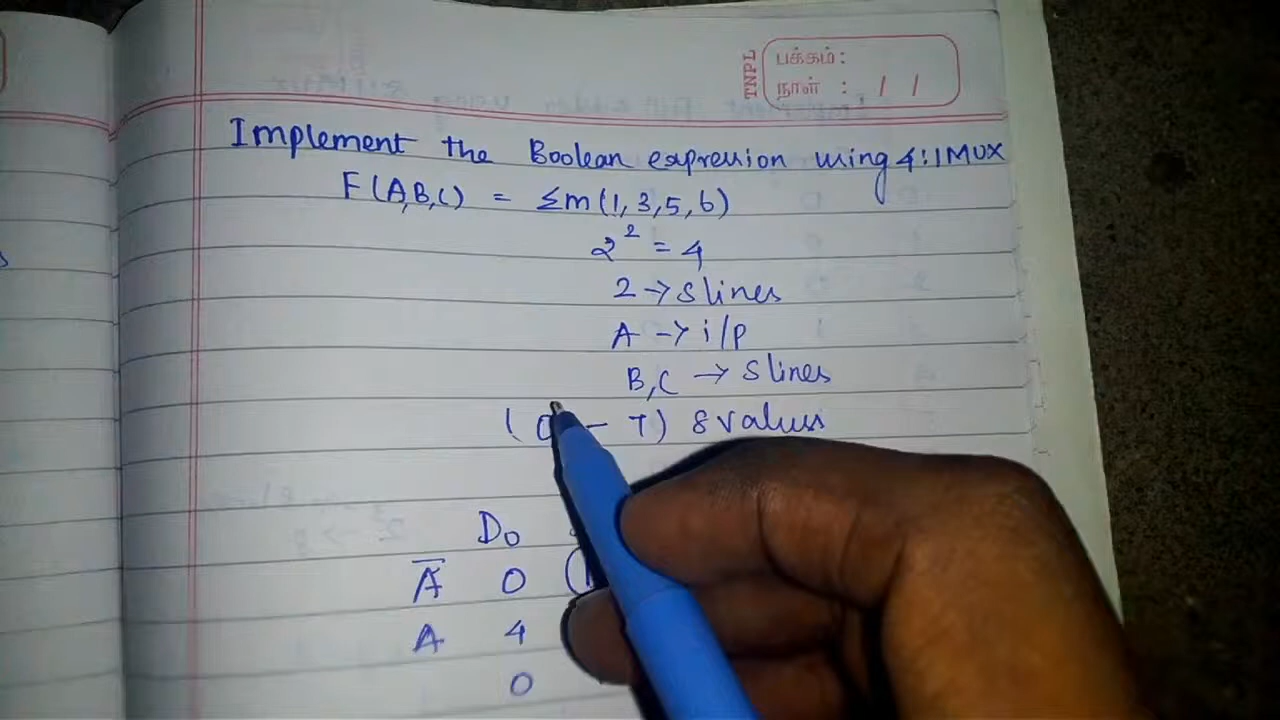 TNPL
பக்கம் :
நாள் : / /
Implement the Boolean expression using 4:1 MUX
F(A,B,C) = Σm(1,3,5,6)
2² = 4
2 → S lines
A → i/p
B,C → S lines
(0 – 7) 8 values
D₀
A̅ 0 (1
A 4
0